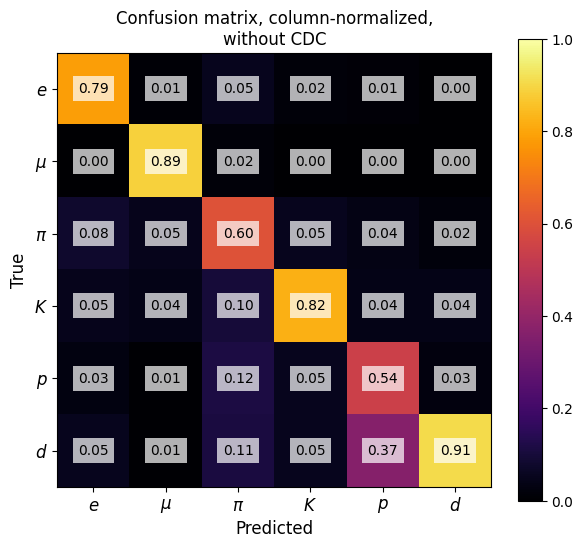 Confusion matrix, column-normalized,
without CDC
1.0
e 0.79 0.01 0.05 0.02 0.01 0.00
μ 0.00 0.89 0.02 0.00 0.00 0.00
0.8
π 0.08 0.05 0.60 0.05 0.04 0.02
0.6
True
K 0.05 0.04 0.10 0.82 0.04 0.04
0.4
p 0.03 0.01 0.12 0.05 0.54 0.03
0.2
d 0.05 0.01 0.11 0.05 0.37 0.91
0.0
e μ π K p d
Predicted